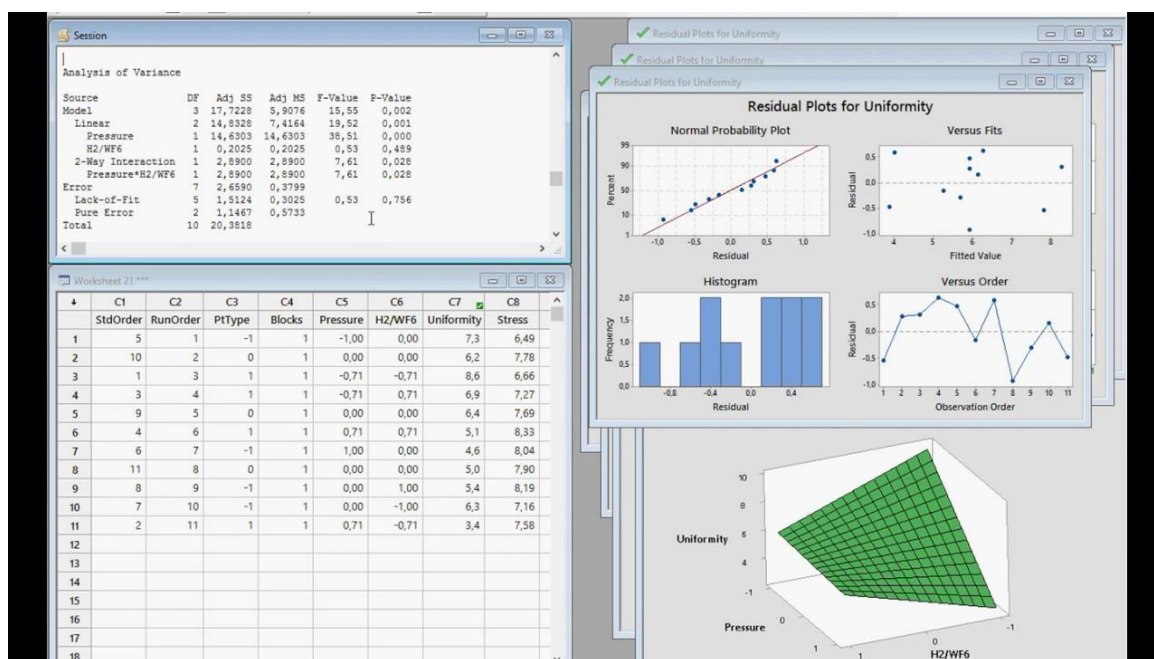 Session
Analysis of Variance
Source DF Adj SS Adj MS F-Value P-Value
Model 3 17,7228 5,9076 15,55 0,002
Linear 2 14,8328 7,4164 19,52 0,001
Pressure 1 14,6303 14,6303 38,51 0,000
H2/WF6 1 0,2025 0,2025 0,53 0,489
2-Way Interaction 1 2,8900 2,8900 7,61 0,028
Pressure*H2/WF6 1 2,8900 2,8900 7,61 0,028
Error 7 2,6590 0,3799
Lack-of-Fit 5 1,5124 0,3025 0,53 0,756
Pure Error 2 1,1467 0,5733
Total 10 20,3818
Worksheet 21 ***
C1 C2 C3 C4 C5 C6 C7 C8
StdOrder RunOrder PtType Blocks Pressure H2/WF6 Uniformity Stress
1 5 1 -1 1 -1,00 0,00 7,3 6,49
2 10 2 0 1 0,00 0,00 6,2 7,78
3 1 3 1 1 -0,71 -0,71 8,6 6,66
4 3 4 1 1 -0,71 0,71 6,9 7,27
5 9 5 0 1 0,00 0,00 6,4 7,69
6 4 6 1 1 0,71 0,71 5,1 8,33
7 6 7 -1 1 1,00 0,00 4,6 8,04
8 11 8 0 1 0,00 0,00 5,0 7,90
9 8 9 -1 1 0,00 1,00 5,4 8,19
10 7 10 -1 1 0,00 -1,00 6,3 7,16
11 2 11 1 1 0,71 -0,71 3,4 7,58
12
13
14
15
16
17
18
Residual Plots for Uniformity
Residual Plots for Uniformity
Residual Plots for Uniformity
Residual Plots for Uniformity
Normal Probability Plot
99
90
Percent
50
10
1
-1,0 -0,5 0,0 0,5 1,0
Residual
Versus Fits
0,5
0,0
Residual
-0,5
-1,0
4 5 6 7 8
Fitted Value
Histogram
2,0
1,5
Frequency
1,0
0,5
0,0
-0,8 -0,4 0,0 0,4
Residual
Versus Order
0,5
0,0
Residual
-0,5
-1,0
1 2 3 4 5 6 7 8 9 10 11
Observation Order
10
8
Uniformity 6
4
-1
Pressure 0
1
1 0 -1
H2/WF6